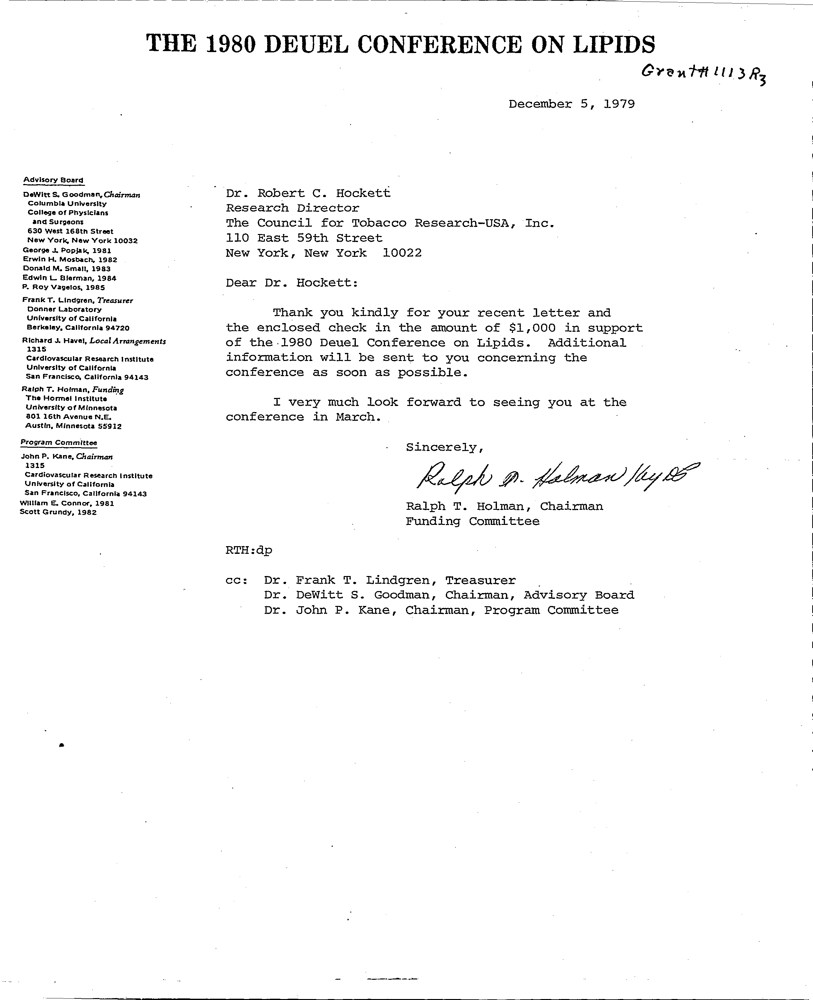 THE 1980 DEUEL CONFERENCE ON LIPIDS
Grant# 1113 R3
December 5, 1979
Advisory Board
DeWitt S. Goodman, Chairman
Columbia University
College of Physicians
and Surgeons
630 West 168th Street
New York, New York 10032
George J. Popjak, 1981
Erwin H. Mosbach, 1982
Donald M. Small, 1983
Edwin L. Bierman, 1984
P. Roy Vagelos, 1985
Frank T. Lindgren, Treasurer
Donner Laboratory
University of California
Berkeley, California 94720
Richard J. Havel, Local Arrangements
1315
Cardiovascular Research Institute
University of California
San Francisco, California 94143
Ralph T. Holman, Funding
The Hormel Institute
University of Minnesota
801 16th Avenue N.E.
Austin, Minnesota 55912
Program Committee
John P. Kane, Chairman
1315
Cardiovascular Research Institute
University of California
San Francisco, California 94143
William E. Connor, 1981
Scott Grundy, 1982
Dr. Robert C. Hockett
Research Director
The Council for Tobacco Research-USA, Inc.
110 East 59th Street
New York, New York 10022
Dear Dr. Hockett:
Thank you kindly for your recent letter and
the enclosed check in the amount of $1,000 in support
of the 1980 Deuel Conference on Lipids. Additional
information will be sent to you concerning the
conference as soon as possible.
I very much look forward to seeing you at the
conference in March.
Sincerely,
Ralph T. Holman / by
Ralph T. Holman, Chairman
Funding Committee
RTH:dp
cc: Dr. Frank T. Lindgren, Treasurer
Dr. DeWitt S. Goodman, Chairman, Advisory Board
Dr. John P. Kane, Chairman, Program Committee